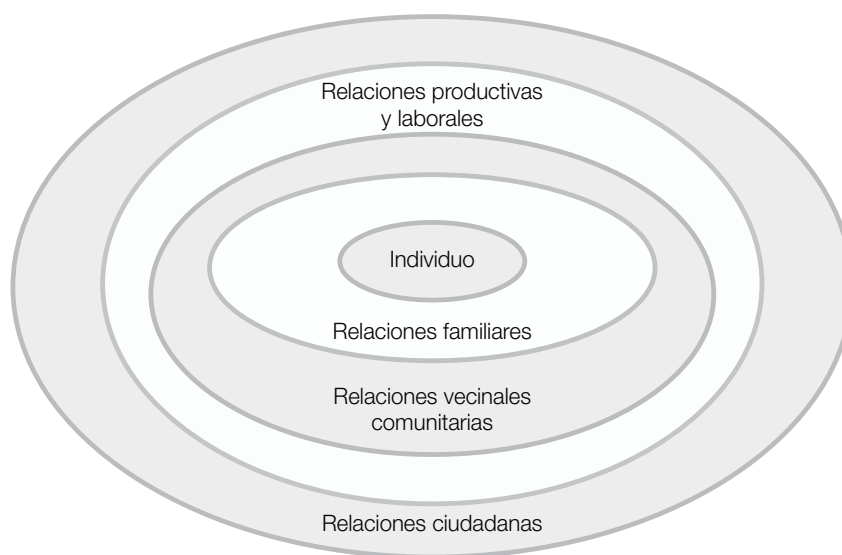 Relaciones productivas
y laborales
Individuo
Relaciones familiares
Relaciones vecinales
comunitarias
Relaciones ciudadanas